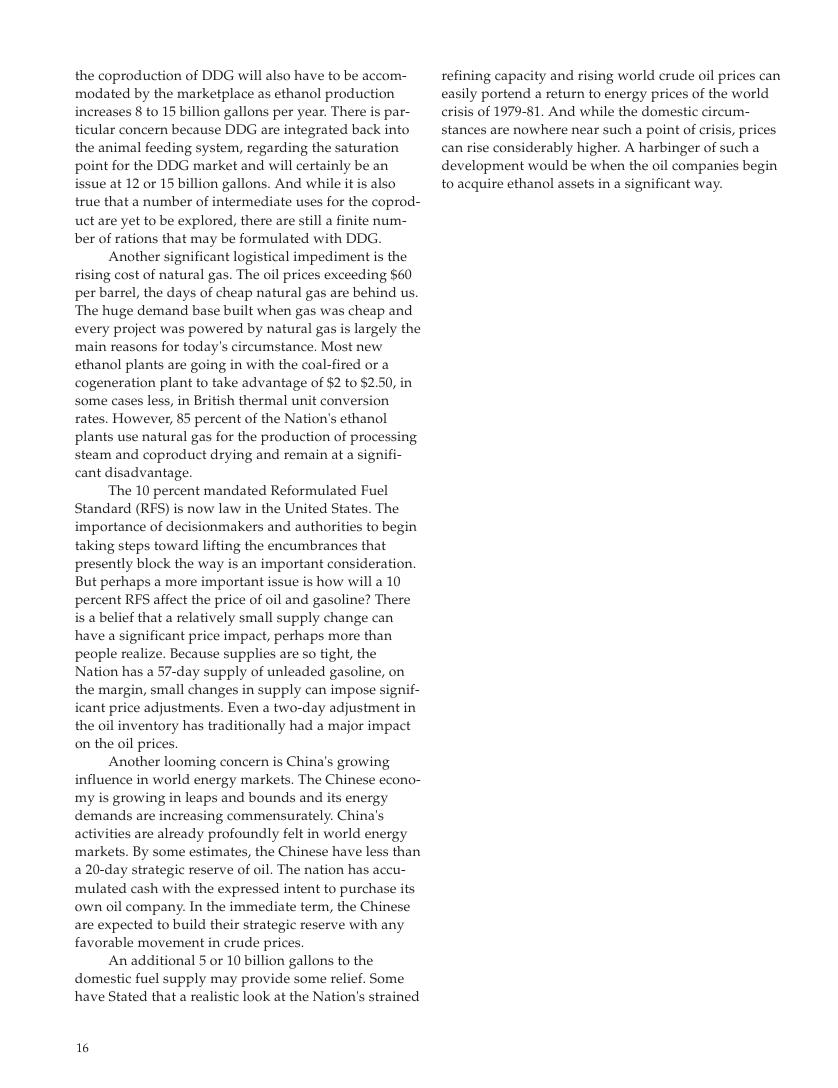 the coproduction of DDG will also have to be accom-
modated by the marketplace as ethanol production
increases 8 to 15 billion gallons per year. There is par-
ticular concern because DDG are integrated back into
the animal feeding system, regarding the saturation
point for the DDG market and will certainly be an
issue at 12 or 15 billion gallons. And while it is also
true that a number of intermediate uses for the coprod-
uct are yet to be explored, there are still a finite num-
ber of rations that may be formulated with DDG.
Another significant logistical impediment is the
rising cost of natural gas. The oil prices exceeding $60
per barrel, the days of cheap natural gas are behind us.
The huge demand base built when gas was cheap and
every project was powered by natural gas is largely the
main reasons for today's circumstance. Most new
ethanol plants are going in with the coal-fired or a
cogeneration plant to take advantage of $2 to $2.50, in
some cases less, in British thermal unit conversion
rates. However, 85 percent of the Nation's ethanol
plants use natural gas for the production of processing
steam and coproduct drying and remain at a signifi-
cant disadvantage.
The 10 percent mandated Reformulated Fuel
Standard (RFS) is now law in the United States. The
importance of decisionmakers and authorities to begin
taking steps toward lifting the encumbrances that
presently block the way is an important consideration.
But perhaps a more important issue is how will a 10
percent RFS affect the price of oil and gasoline? There
is a belief that a relatively small supply change can
have a significant price impact, perhaps more than
people realize. Because supplies are so tight, the
Nation has a 57-day supply of unleaded gasoline, on
the margin, small changes in supply can impose signif-
icant price adjustments. Even a two-day adjustment in
the oil inventory has traditionally had a major impact
on the oil prices.
Another looming concern is China's growing
influence in world energy markets. The Chinese econo-
my is growing in leaps and bounds and its energy
demands are increasing commensurately. China's
activities are already profoundly felt in world energy
markets. By some estimates, the Chinese have less than
a 20-day strategic reserve of oil. The nation has accu-
mulated cash with the expressed intent to purchase its
own oil company. In the immediate term, the Chinese
are expected to build their strategic reserve with any
favorable movement in crude prices.
An additional 5 or 10 billion gallons to the
domestic fuel supply may provide some relief. Some
have Stated that a realistic look at the Nation's strained
refining capacity and rising world crude oil prices can
easily portend a return to energy prices of the world
crisis of 1979-81. And while the domestic circum-
stances are nowhere near such a point of crisis, prices
can rise considerably higher. A harbinger of such a
development would be when the oil companies begin
to acquire ethanol assets in a significant way.
16